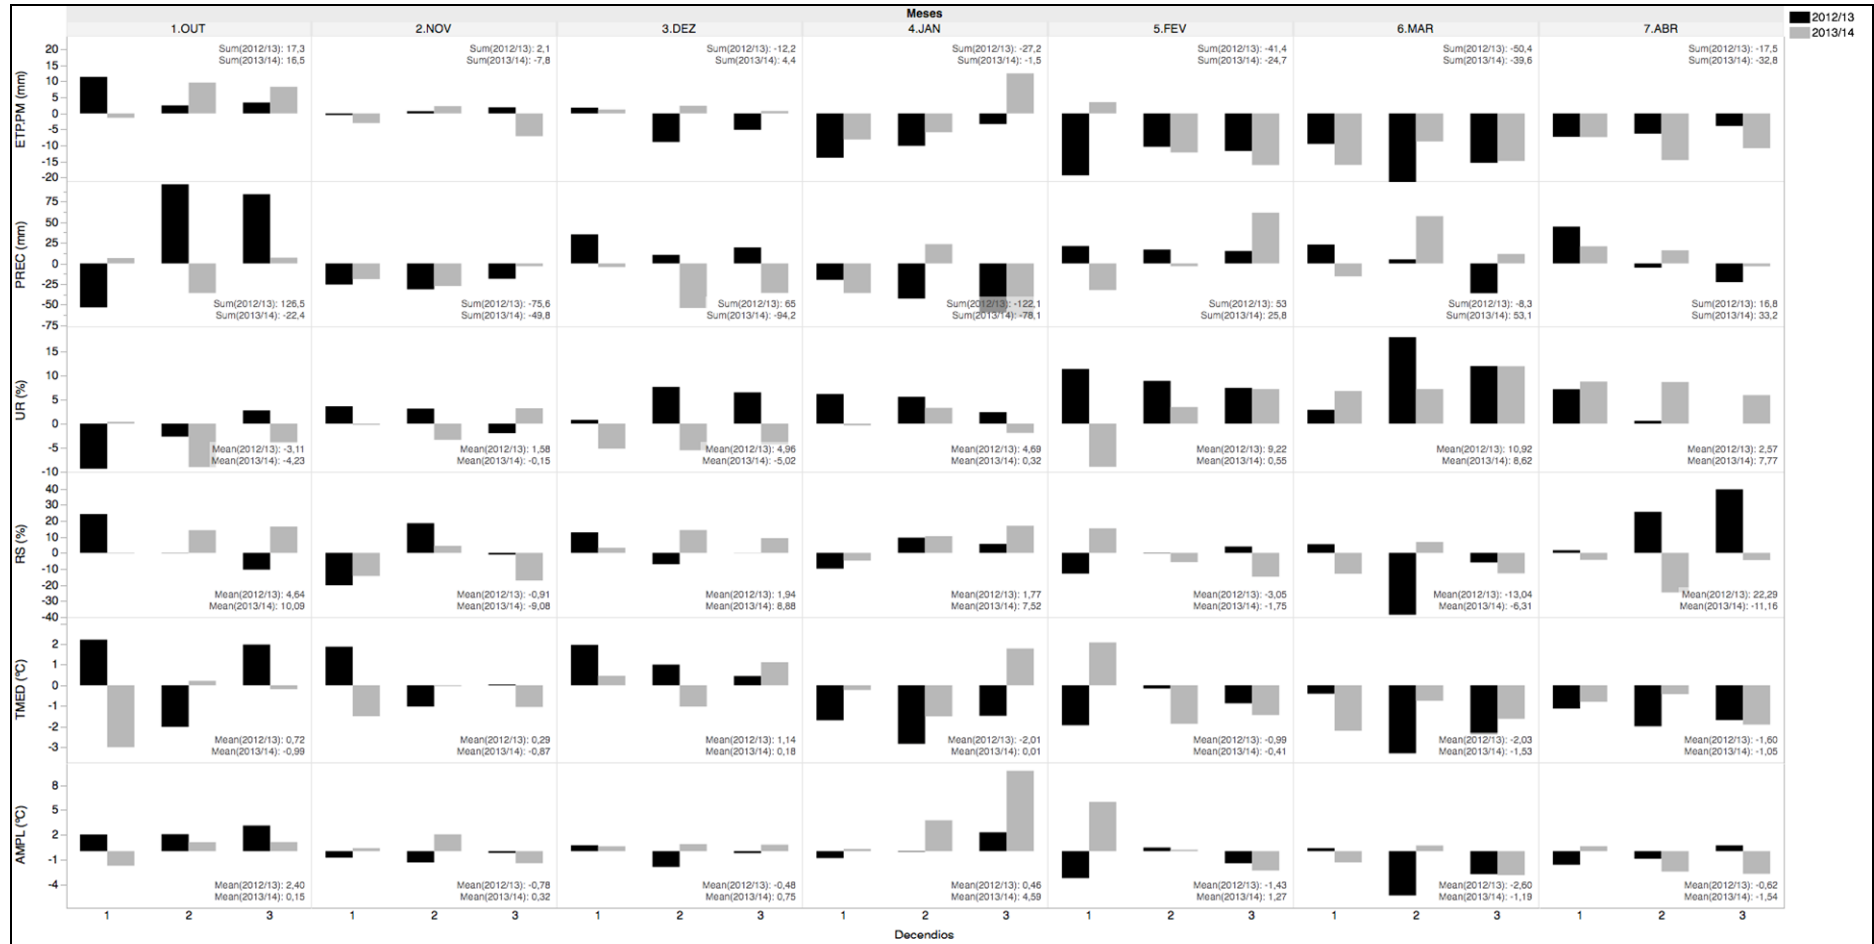 Meses
1.OUT 2.NOV 3.DEZ 4.JAN 5.FEV 6.MAR 7.ABR
2012/13
2013/14
ETP.PM (mm)
20
15
10
5
0
-5
-10
-15
-20
Sum(2012/13): 17,3
Sum(2013/14): 16,5
Sum(2012/13): 2,1
Sum(2013/14): -7,8
Sum(2012/13): -12,2
Sum(2013/14): 4,4
Sum(2012/13): -27,2
Sum(2013/14): -1,5
Sum(2012/13): -41,4
Sum(2013/14): -24,7
Sum(2012/13): -50,4
Sum(2013/14): -39,6
Sum(2012/13): -17,5
Sum(2013/14): -32,8
PREC (mm)
75
50
25
0
-25
-50
-75
Sum(2012/13): 126,5
Sum(2013/14): -22,4
Sum(2012/13): -75,6
Sum(2013/14): -49,8
Sum(2012/13): 65
Sum(2013/14): -94,2
Sum(2012/13): -122,1
Sum(2013/14): -78,1
Sum(2012/13): 53
Sum(2013/14): 25,8
Sum(2012/13): -8,3
Sum(2013/14): 53,1
Sum(2012/13): 16,8
Sum(2013/14): 33,2
UR (%)
15
10
5
0
-5
-10
Mean(2012/13): -3,11
Mean(2013/14): -4,23
Mean(2012/13): 1,58
Mean(2013/14): -0,15
Mean(2012/13): 4,96
Mean(2013/14): -5,02
Mean(2012/13): 4,69
Mean(2013/14): 0,32
Mean(2012/13): 9,22
Mean(2013/14): 0,55
Mean(2012/13): 10,92
Mean(2013/14): 8,62
Mean(2012/13): 2,57
Mean(2013/14): 7,77
RS (%)
40
30
20
10
0
-10
-20
-30
-40
Mean(2012/13): 4,64
Mean(2013/14): 10,09
Mean(2012/13): -0,91
Mean(2013/14): -9,08
Mean(2012/13): 1,94
Mean(2013/14): 8,88
Mean(2012/13): 1,77
Mean(2013/14): 7,52
Mean(2012/13): -3,05
Mean(2013/14): -1,75
Mean(2012/13): -13,04
Mean(2013/14): -6,31
Mean(2012/13): 22,29
Mean(2013/14): -11,16
TMED (ºC)
2
1
0
-1
-2
-3
Mean(2012/13): 0,72
Mean(2013/14): -0,99
Mean(2012/13): 0,29
Mean(2013/14): -0,87
Mean(2012/13): 1,14
Mean(2013/14): 0,18
Mean(2012/13): -2,01
Mean(2013/14): 0,01
Mean(2012/13): -0,99
Mean(2013/14): -0,41
Mean(2012/13): -2,03
Mean(2013/14): -1,53
Mean(2012/13): -1,60
Mean(2013/14): -1,05
AMPL (ºC)
8
5
2
-1
-4
Mean(2012/13): 2,40
Mean(2013/14): 0,15
Mean(2012/13): -0,78
Mean(2013/14): 0,32
Mean(2012/13): -0,48
Mean(2013/14): 0,75
Mean(2012/13): 0,46
Mean(2013/14): 4,59
Mean(2012/13): -1,43
Mean(2013/14): 1,27
Mean(2012/13): -2,60
Mean(2013/14): -1,19
Mean(2012/13): -0,62
Mean(2013/14): -1,54
1 2 3 1 2 3 1 2 3 1 2 3 1 2 3 1 2 3 1 2 3
Decendios